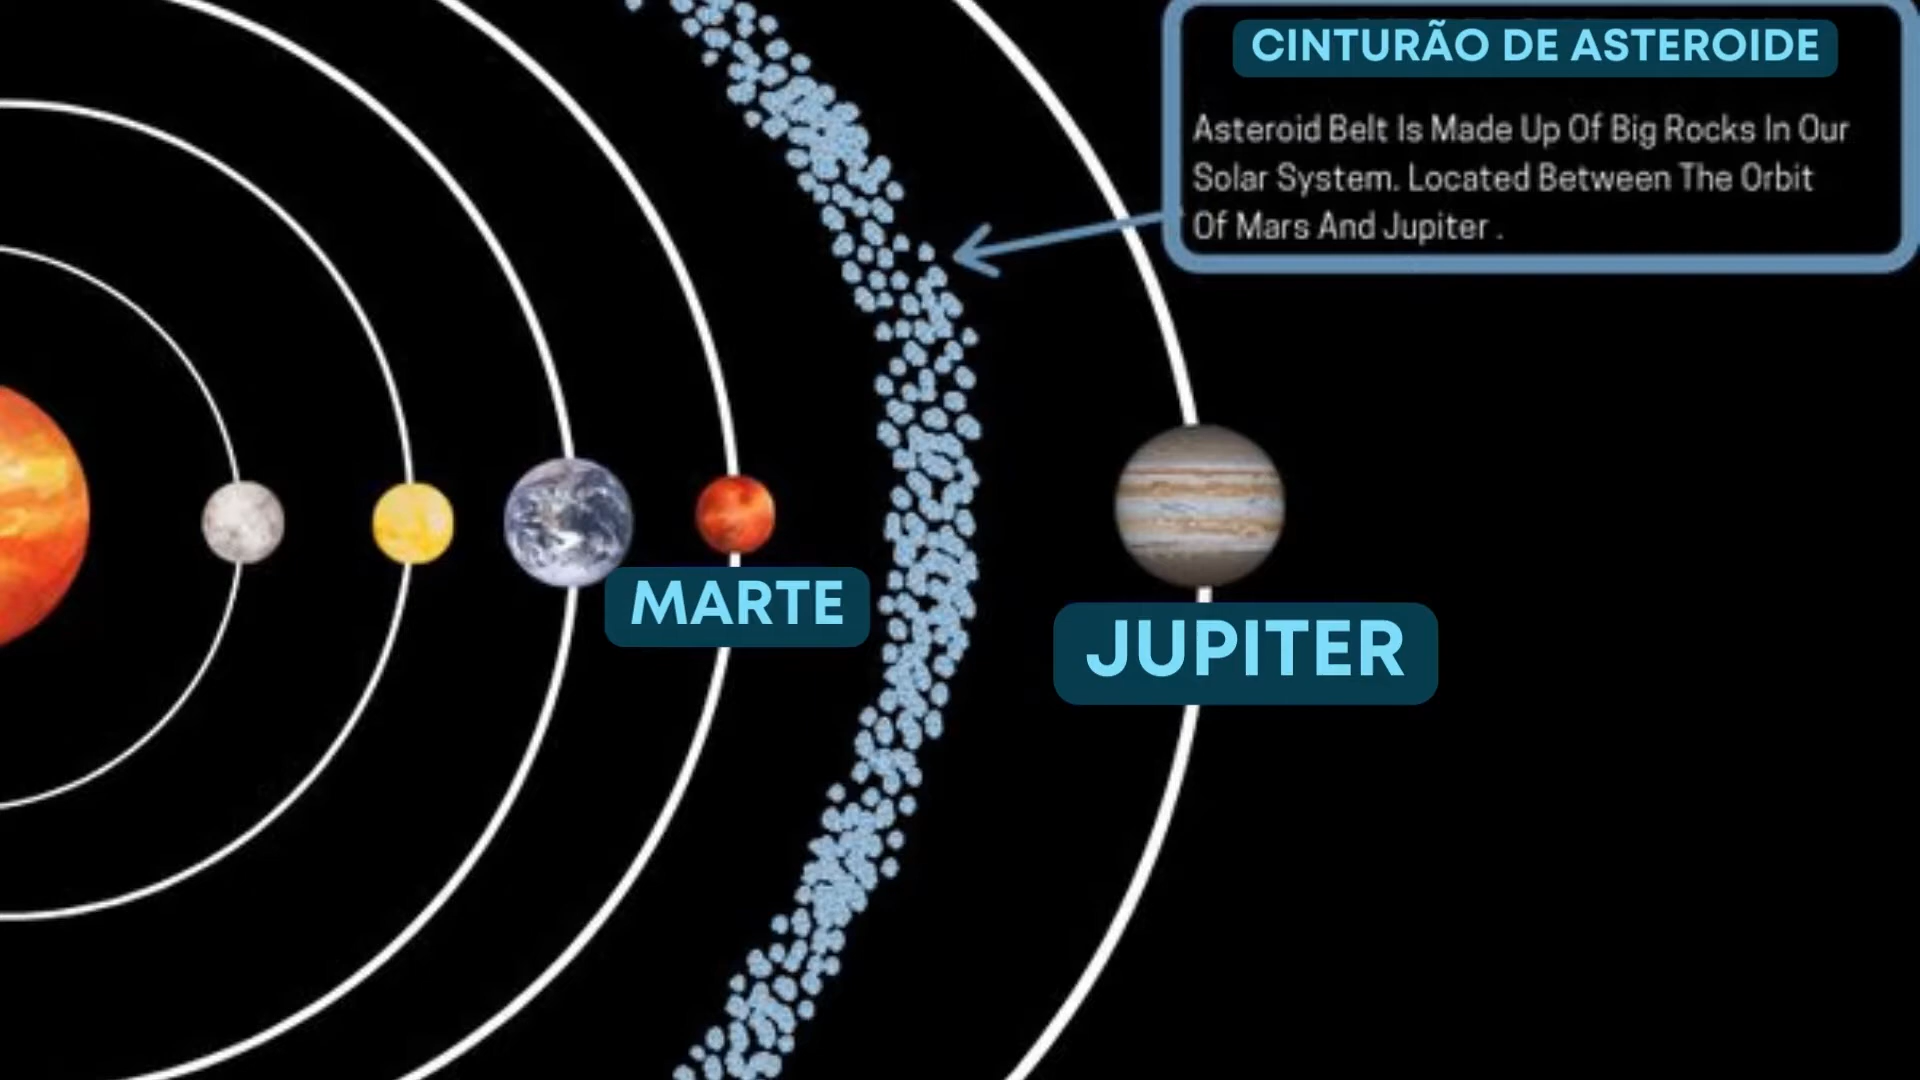 CINTURÃO DE ASTEROIDE
Asteroid Belt Is Made Up Of Big Rocks In Our
Solar System. Located Between The Orbit
Of Mars And Jupiter .
MARTE
JUPITER